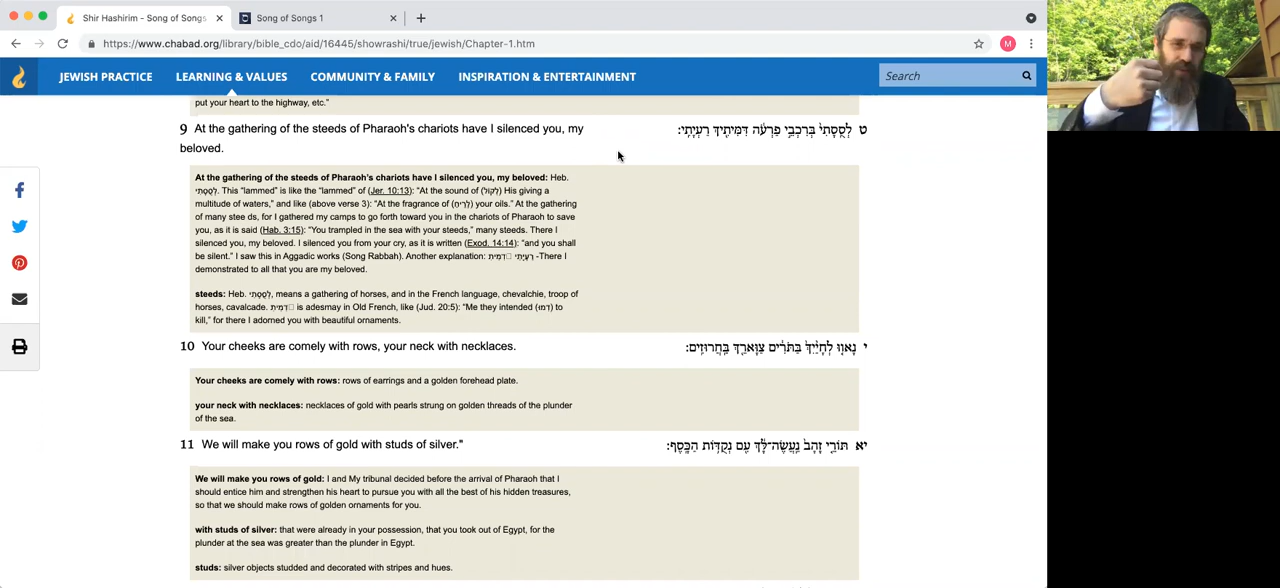 Shir Hashirim - Song of Songs
Song of Songs 1
https://www.chabad.org/library/bible_cdo/aid/16445/showrashi/true/jewish/Chapter-1.htm
M
JEWISH PRACTICE LEARNING & VALUES COMMUNITY & FAMILY INSPIRATION & ENTERTAINMENT Search
put your heart to the highway, etc."
9 At the gathering of the steeds of Pharaoh's chariots have I silenced you, my
beloved.
ט לְסֻסָתִי֙ בְּרִכְבֵ֣י פַרְעֹ֔ה דִּמִּיתִ֖יךְ רַעְיָתִֽי:
At the gathering of the steeds of Pharaoh's chariots have I silenced you, my beloved: Heb.
לְסֻסָתִי. This "lammed" is like the "lammed" of (Jer. 10:13): "At the sound of (לְקוֹל) His giving a
multitude of waters," and like (above verse 3): "At the fragrance of (לְרֵיחַ) your oils." At the gathering
of many stee ds, for I gathered my camps to go forth toward you in the chariots of Pharaoh to save
you, as it is said (Hab. 3:15): "You trampled in the sea with your steeds," many steeds. There I
silenced you, my beloved. I silenced you from your cry, as it is written (Exod. 14:14): "and you shall
be silent." I saw this in Aggadic works (Song Rabbah). Another explanation: רַעְיָתִי -There I
demonstrated to all that you are my beloved.
steeds: Heb. לְסֻסָתִי, means a gathering of horses, and in the French language, chevalchie, troop of
horses, cavalcade. is adesmay in Old French, like (Jud. 20:5): "Me they intended (דִמּוּ) to
kill," for there I adorned you with beautiful ornaments.
10 Your cheeks are comely with rows, your neck with necklaces.
י נָאו֤וּ לְחָיַ֨יִךְ֙ בַּתֹּרִ֔ים צַוָּארֵ֖ךְ בַּֽחֲרוּזִֽים:
Your cheeks are comely with rows: rows of earrings and a golden forehead plate.
your neck with necklaces: necklaces of gold with pearls strung on golden threads of the plunder
of the sea.
11 We will make you rows of gold with studs of silver."
יא תּוֹרֵ֤י זָהָב֙ נַֽעֲשֶׂה־לָּ֔ךְ עִ֖ם נְקֻדּ֥וֹת הַכָּֽסֶף:
We will make you rows of gold: I and My tribunal decided before the arrival of Pharaoh that I
should entice him and strengthen his heart to pursue you with all the best of his hidden treasures,
so that we should make rows of golden ornaments for you.
with studs of silver: that were already in your possession, that you took out of Egypt, for the
plunder at the sea was greater than the plunder in Egypt.
studs: silver objects studded and decorated with stripes and hues.